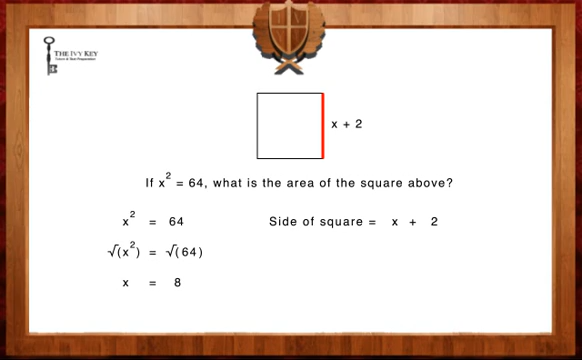 THE IVY KEY
x + 2
If x² = 64, what is the area of the square above?
x² = 64
Side of square = x + 2
√(x²) = √(64)
x = 8